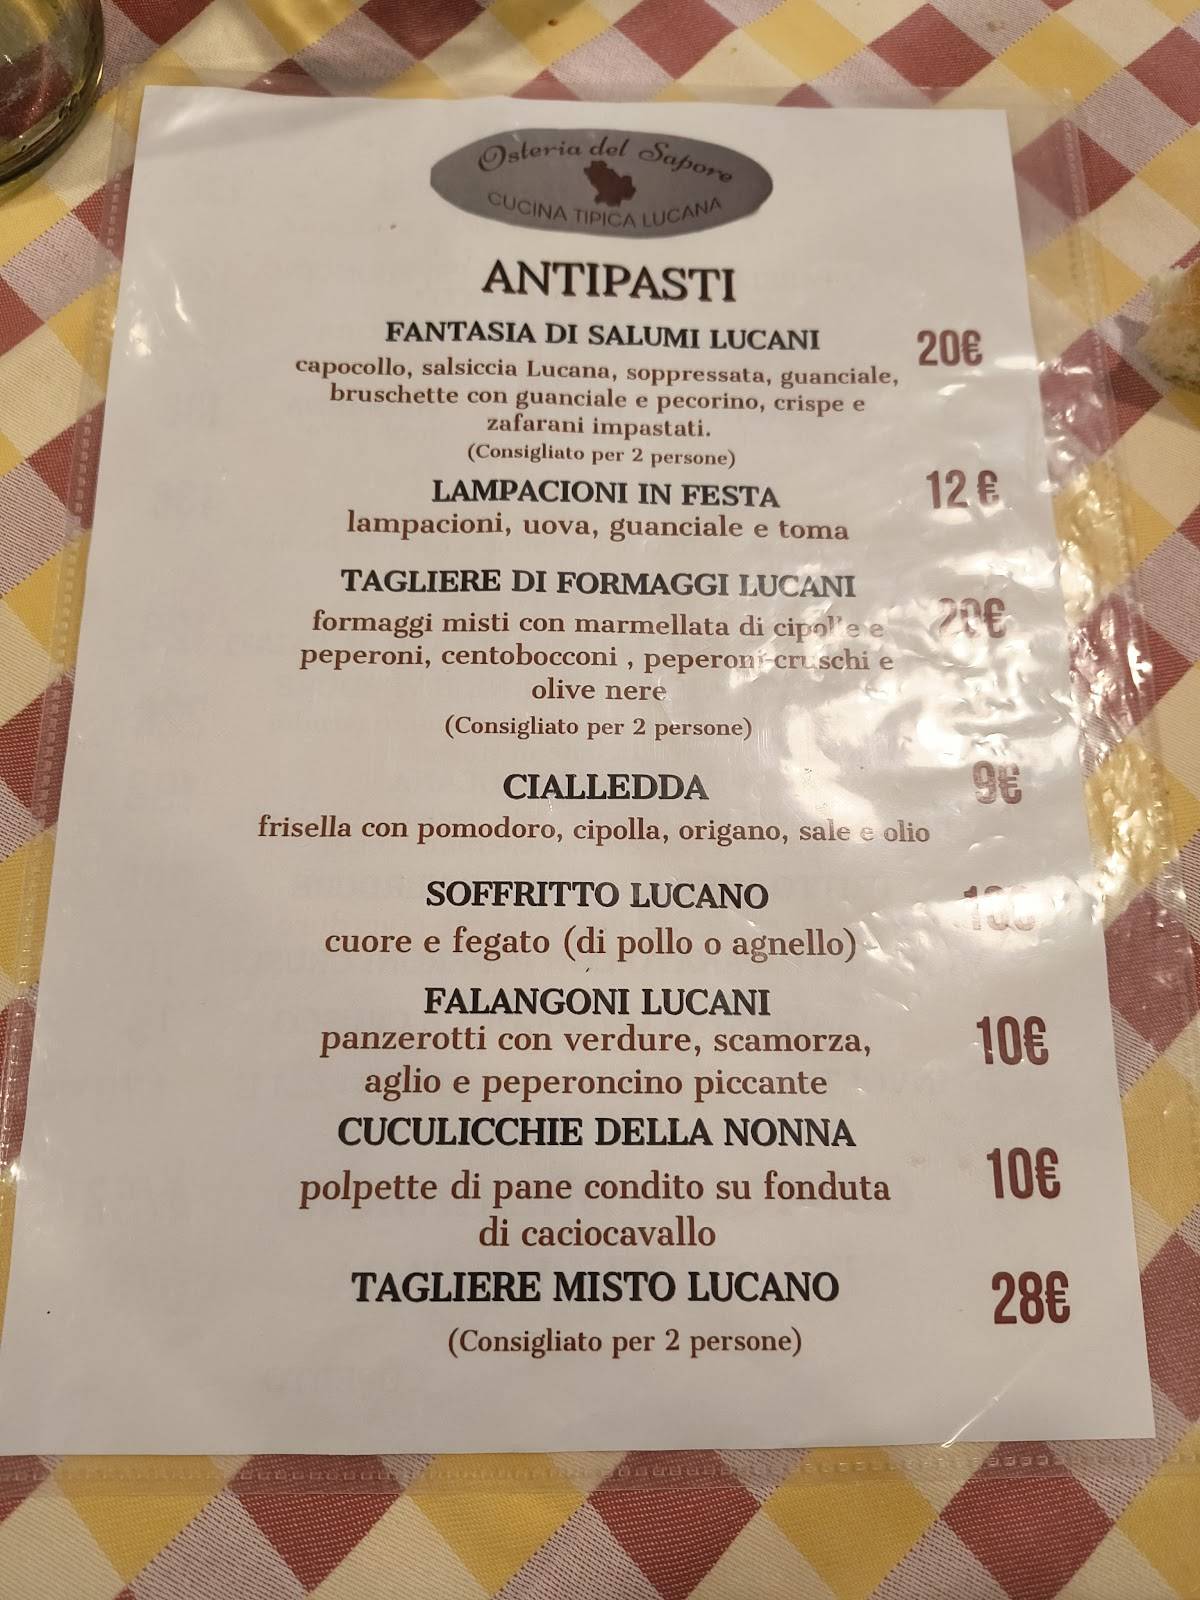 Osteria del Sapore
CUCINA TIPICA LUCANA
ANTIPASTI
FANTASIA DI SALUMI LUCANI 20€
capocollo, salsiccia Lucana, soppressata, guanciale,
bruschette con guanciale e pecorino, crispe e
zafarani impastati.
(Consigliato per 2 persone)
LAMPACIONI IN FESTA 12 €
lampacioni, uova, guanciale e toma
TAGLIERE DI FORMAGGI LUCANI
formaggi misti con marmellata di cipolle e 20€
peperoni, centobocconi , peperoni cruschi e
olive nere
(Consigliato per 2 persone)
CIALLEDDA 9€
frisella con pomodoro, cipolla, origano, sale e olio
SOFFRITTO LUCANO
cuore e fegato (di pollo o agnello)
FALANGONI LUCANI
panzerotti con verdure, scamorza, 10€
aglio e peperoncino piccante
CUCULICCHIE DELLA NONNA
polpette di pane condito su fonduta 10€
di caciocavallo
TAGLIERE MISTO LUCANO 28€
(Consigliato per 2 persone)